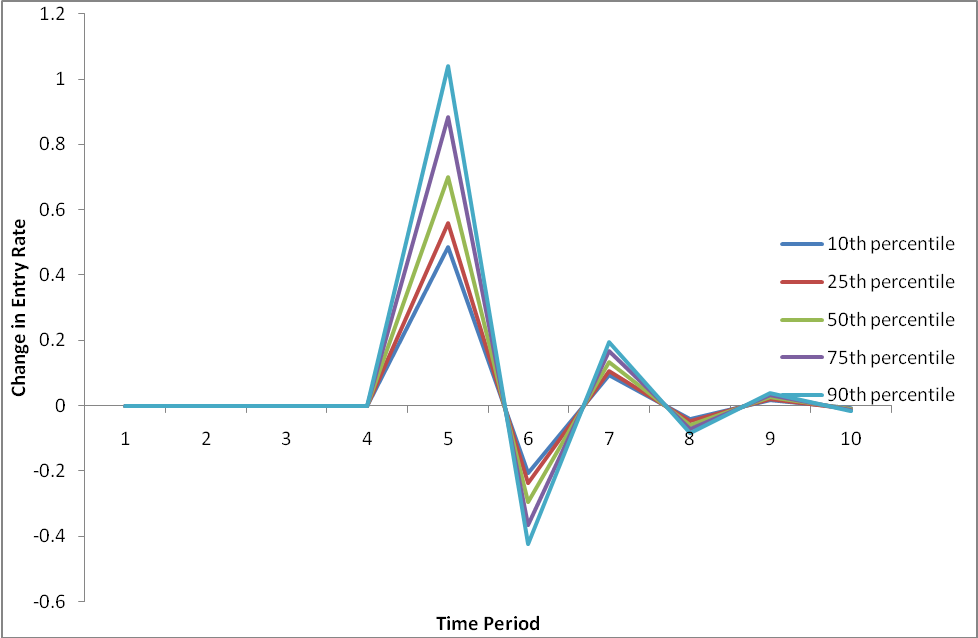 1.2
1
0.8
0.6
0.4
0.2
0
-0.2
-0.4
-0.6
Change in Entry Rate
1 2 3 4 5 6 7 8 9 10
Time Period
10th percentile
25th percentile
50th percentile
75th percentile
90th percentile